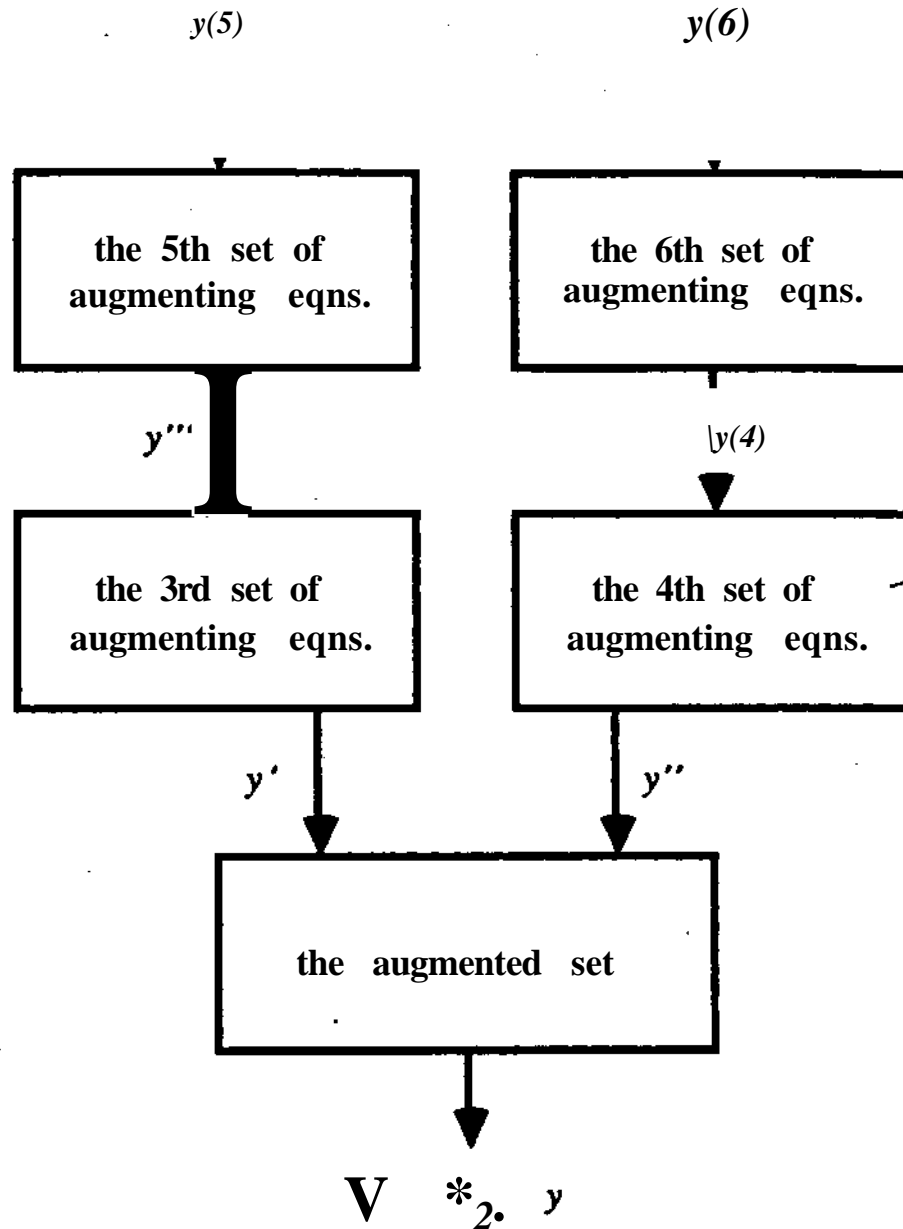 y(5) y(6)
the 5th set of
augmenting eqns.
the 6th set of
augmenting eqns.
y''' \y(4)
the 3rd set of
augmenting eqns.
the 4th set of
augmenting eqns.
y' y''
the augmented set
V *2. y